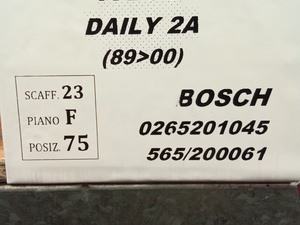 DAILY 2A
(89>00)
SCAFF. 23
PIANO F
POSIZ. 75
BOSCH
0265201045
565/200061